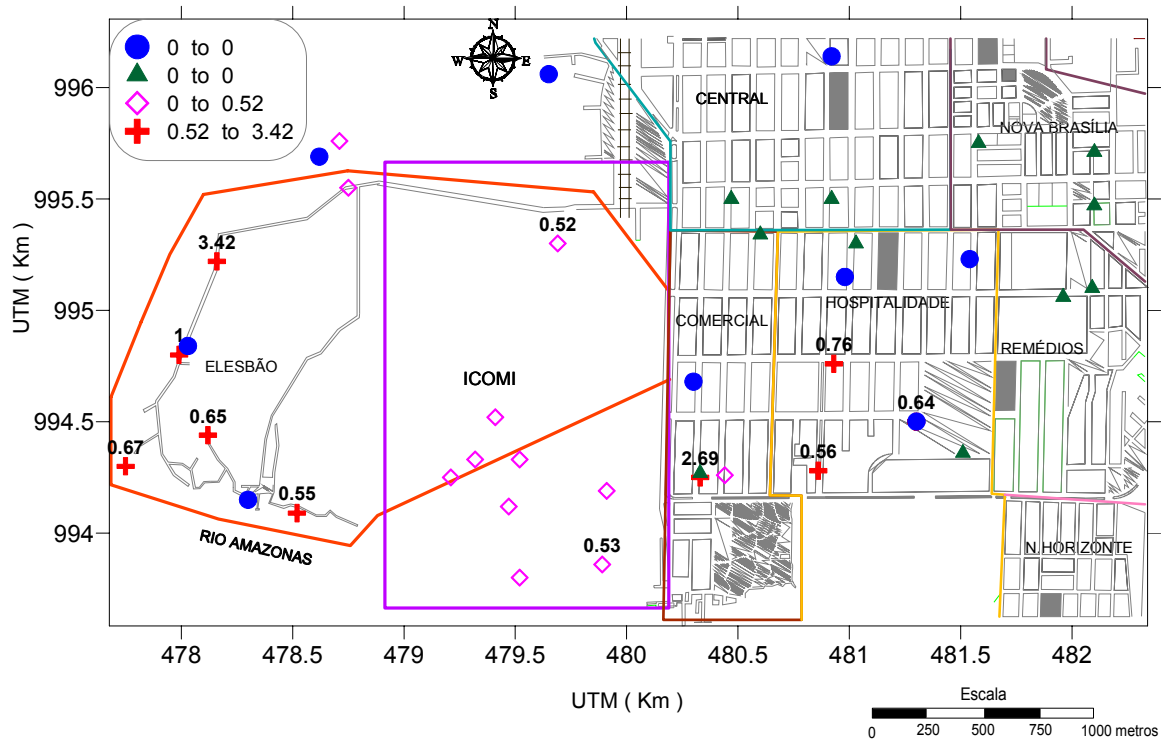 0 to 0
0 to 0
0 to 0.52
0.52 to 3.42
N
W E
S
CENTRAL
NOVA BRASÍLIA
996
995.5
995
994.5
994
UTM ( Km )
0.52
3.42
1
ELESBÃO
ICOMI
COMERCIAL
HOSPITALIDADE
REMÉDIOS
0.76
0.64
0.65
0.67
0.55
0.53
2.69
0.56
RIO AMAZONAS
N.HORIZONTE
478 478.5 479 479.5 480 480.5 481 481.5 482
UTM ( Km )
Escala
0 250 500 750 1000 metros